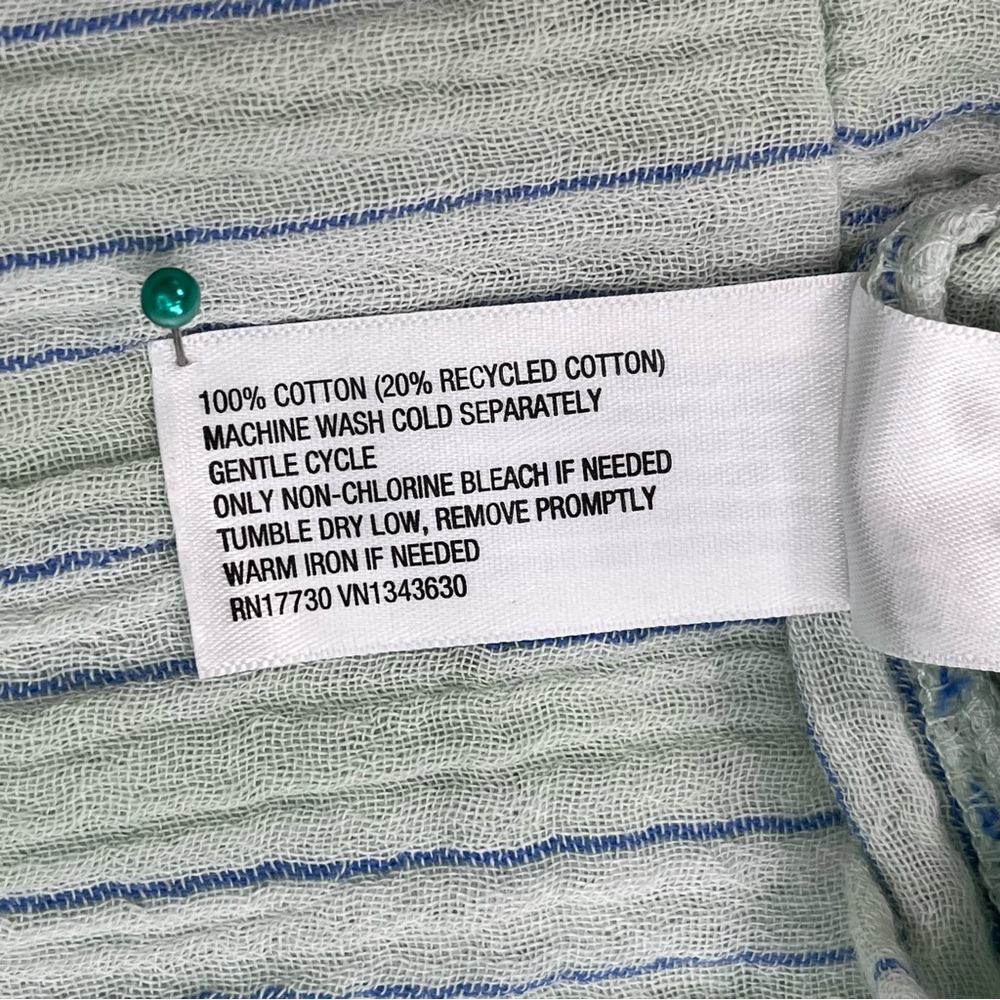 100% COTTON (20% RECYCLED COTTON)
MACHINE WASH COLD SEPARATELY
GENTLE CYCLE
ONLY NON-CHLORINE BLEACH IF NEEDED
TUMBLE DRY LOW, REMOVE PROMPTLY
WARM IRON IF NEEDED
RN17730 VN1343630